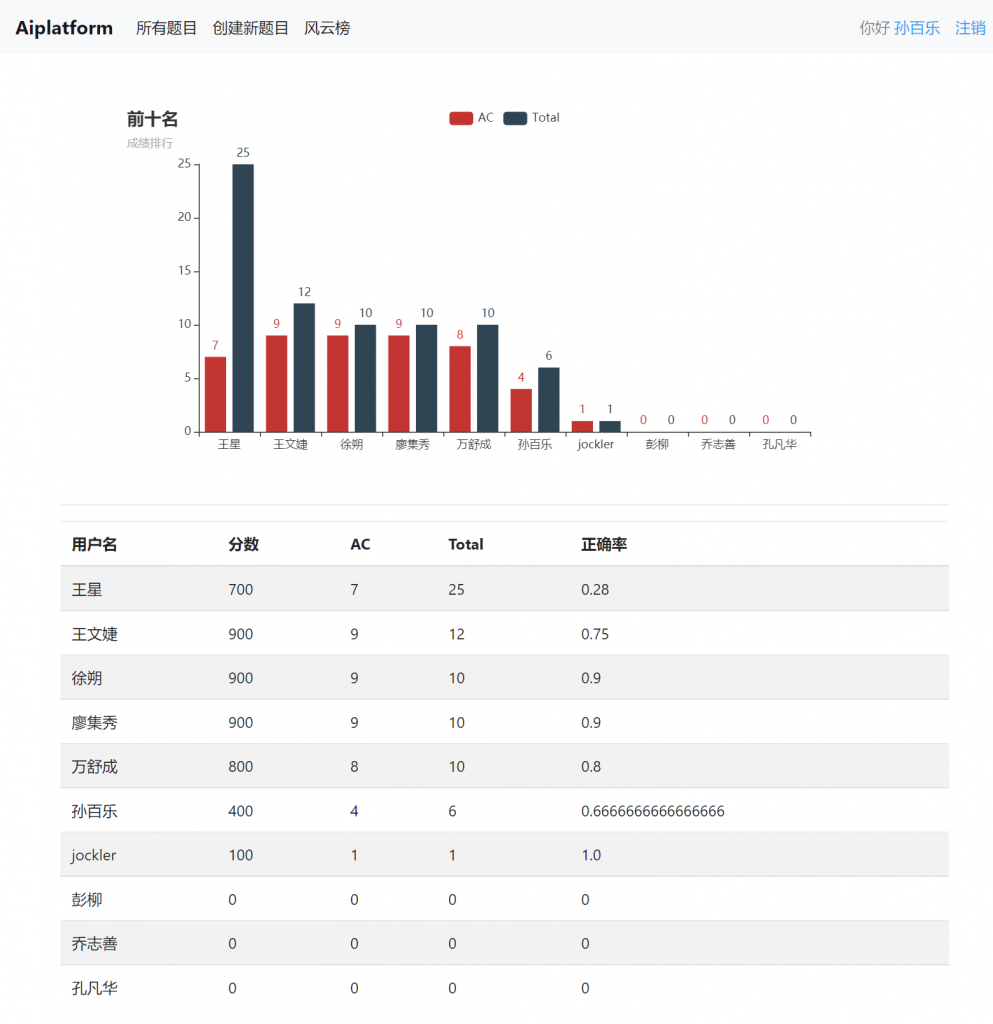 Aiplatform 所有题目 创建新题目 风云榜 你好 孙百乐 注销
前十名 AC Total
成绩排行
25
20
15
10
5
0
7 25 9 12 9 10 9 10 8 10 4 6 1 1 0 0 0 0 0 0
王星 王文婕 徐朔 廖集秀 万舒成 孙百乐 jockler 彭柳 乔志善 孔凡华
用户名 分数 AC Total 正确率
王星 700 7 25 0.28
王文婕 900 9 12 0.75
徐朔 900 9 10 0.9
廖集秀 900 9 10 0.9
万舒成 800 8 10 0.8
孙百乐 400 4 6 0.6666666666666666
jockler 100 1 1 1.0
彭柳 0 0 0 0
乔志善 0 0 0 0
孔凡华 0 0 0 0